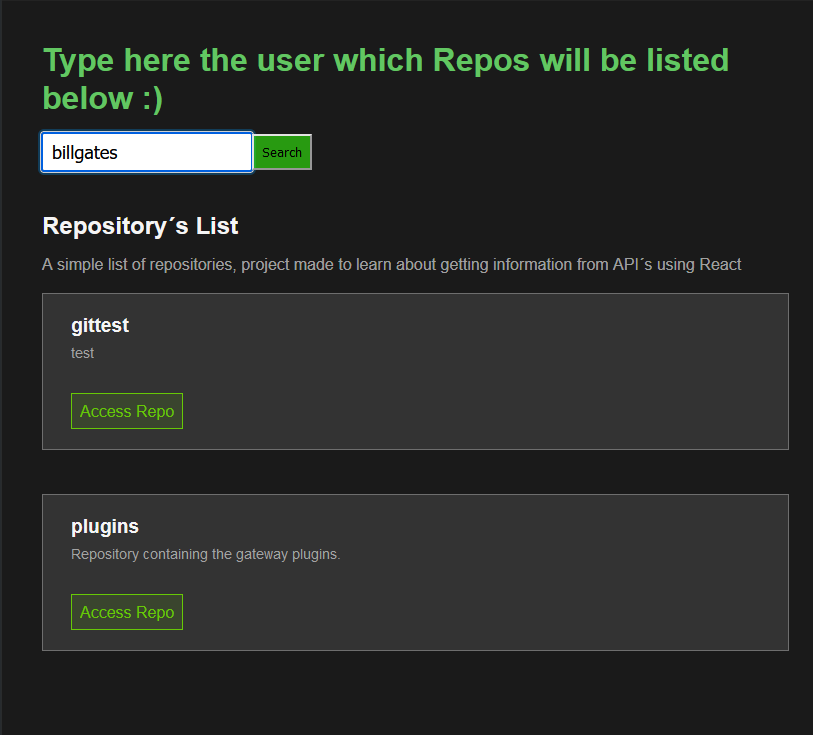 Type here the user which Repos will be listed
below :)
billgates
Search
Repository´s List
A simple list of repositories, project made to learn about getting information from API´s using React
gittest
test
Access Repo
plugins
Repository containing the gateway plugins.
Access Repo